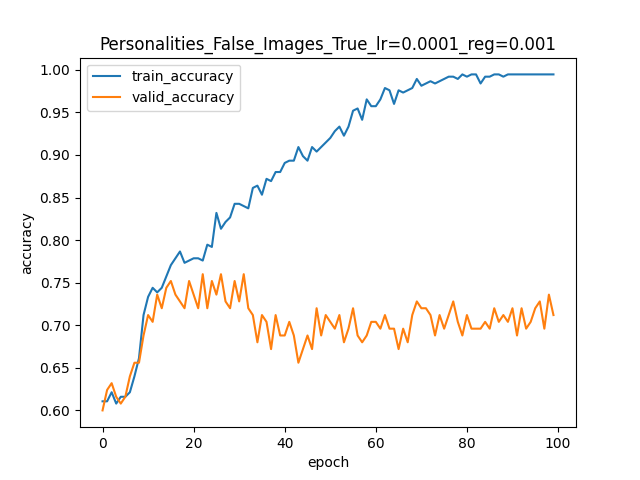 Personalities_False_Images_True_lr=0.0001_reg=0.001
train_accuracy
valid_accuracy
accuracy
1.00
0.95
0.90
0.85
0.80
0.75
0.70
0.65
0.60
0 20 40 60 80 100
epoch